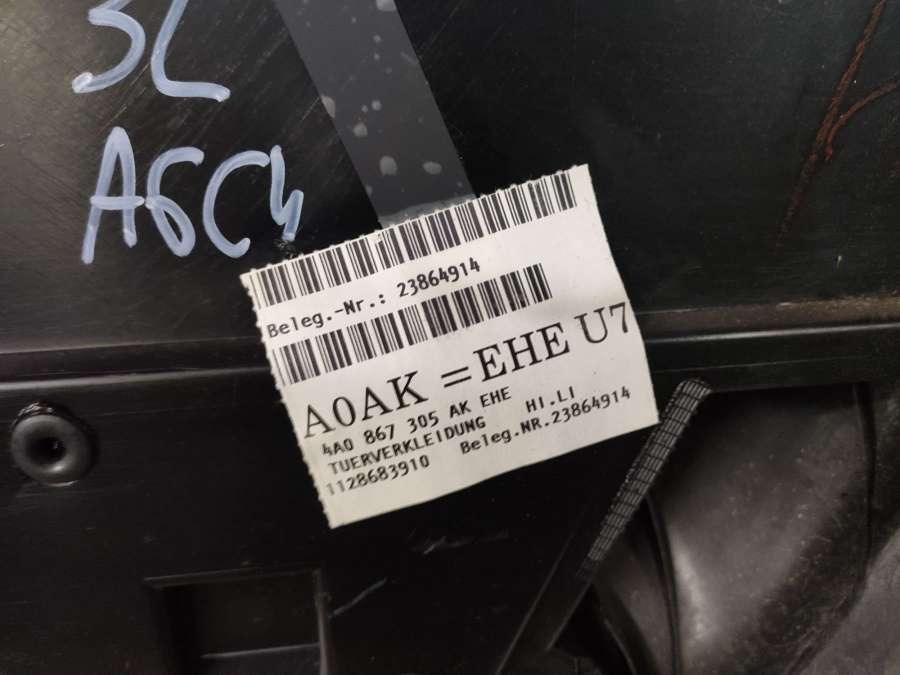 SL
A6C4
Beleg.-Nr.: 23864914
A0AK =EHE U7
4A0 867 305 AK EHE
TUERVERKLEIDUNG HI.LI
1128683910 Beleg.NR.23864914